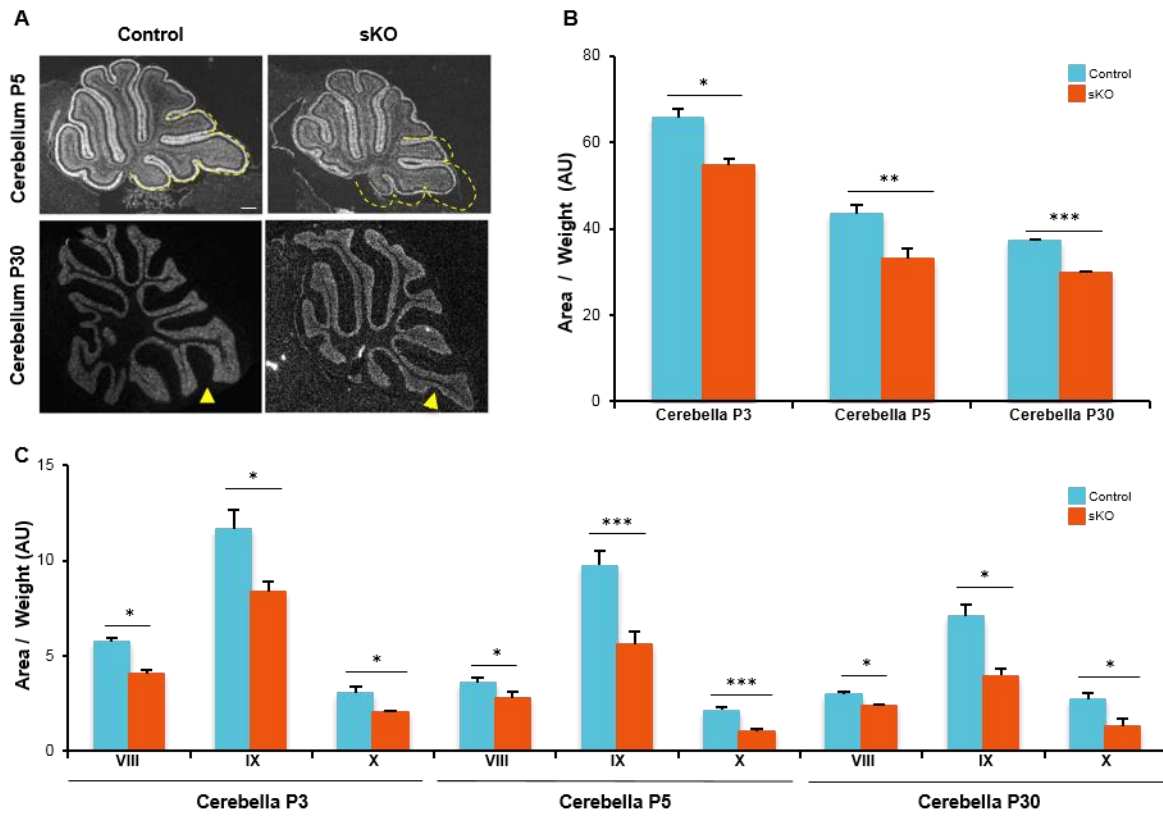 A
Control
sKO
Cerebellum P5
Cerebellum P30
B
Area / Weight (AU)
80
60
40
20
0
*
**
***
Control
sKO
Cerebella P3
Cerebella P5
Cerebella P30
C
Area / Weight (AU)
15
10
5
0
*
*
*
*
***
***
*
*
*
Control
sKO
VIII
IX
X
VIII
IX
X
VIII
IX
X
Cerebella P3
Cerebella P5
Cerebella P30